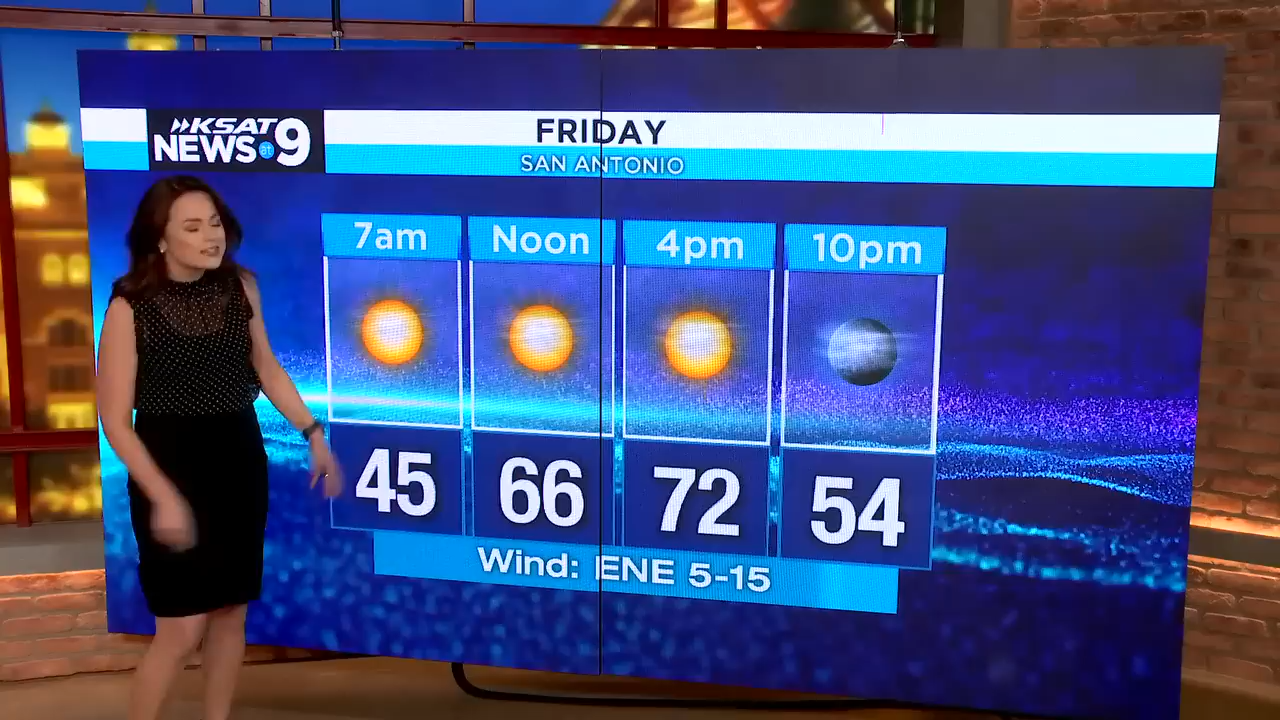 KSAT
NEWS at 9
FRIDAY
SAN ANTONIO
7am Noon 4pm 10pm
45 66 72 54
Wind: ENE 5-15